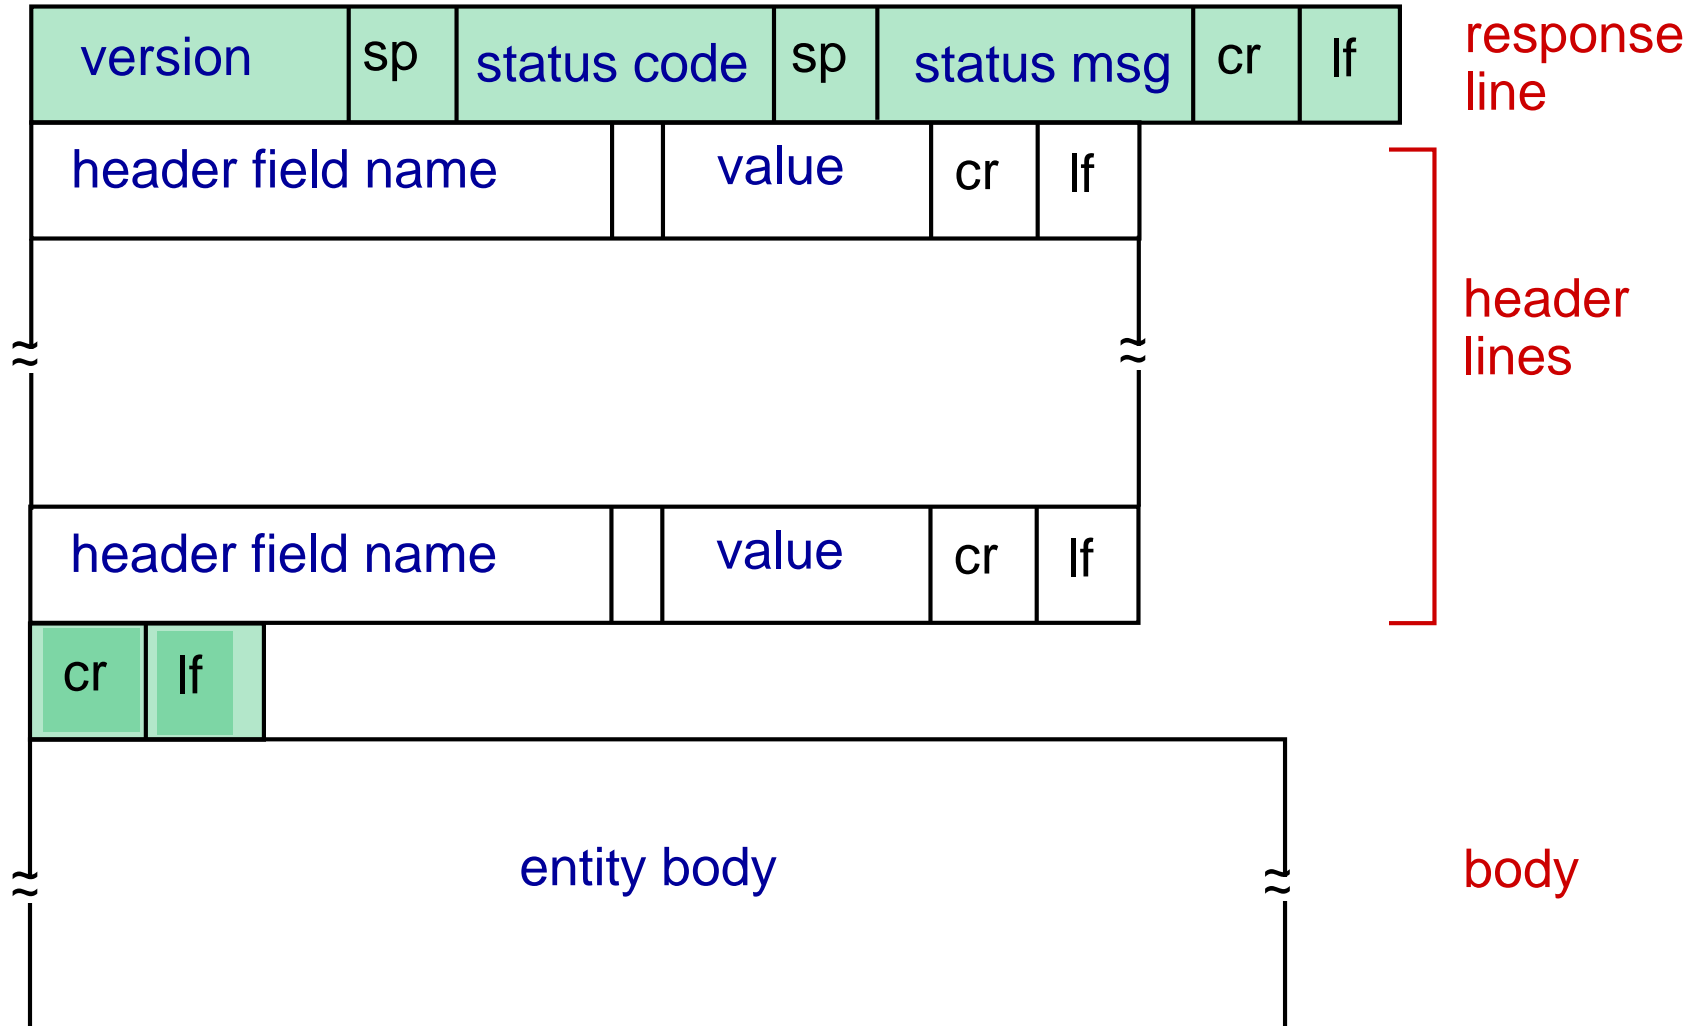 version sp status code sp status msg cr lf
response
line
header field name value cr lf
header
lines
header field name value cr lf
cr lf
entity body
body